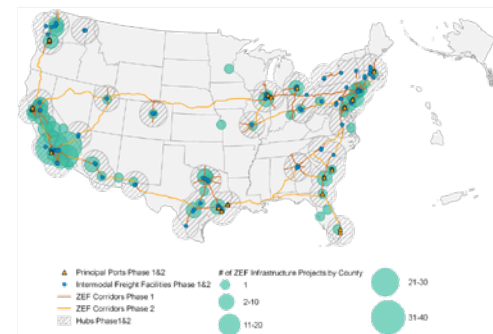 Principal Ports Phase 1&2
Intermodal Freight Facilities Phase 1&2
ZEF Corridors Phase 1
ZEF Corridors Phase 2
Hubs Phase1&2
# of ZEF Infrastructure Projects by County
1
2-10
11-20
21-30
31-40